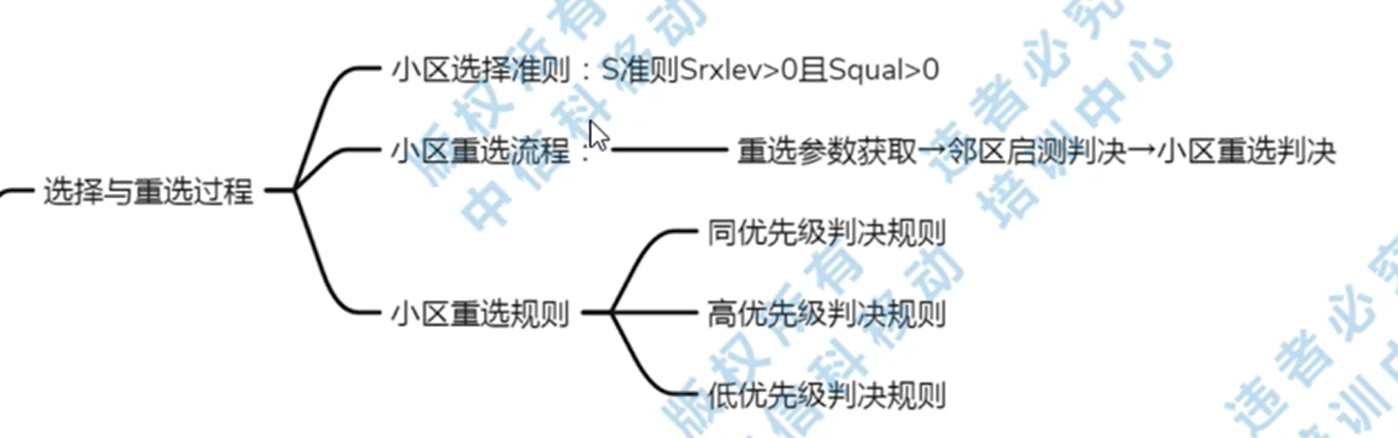 小区选择准则：S准则Srxlev>0且Squal>0
小区重选流程：
重选参数获取→邻区启测判决→小区重选判决
选择与重选过程
同优先级判决规则
小区重选规则
高优先级判决规则
低优先级判决规则
版权所有
中信科移动
违者必究
培训中心
版权所有
中信科移动
违者必究
培训中